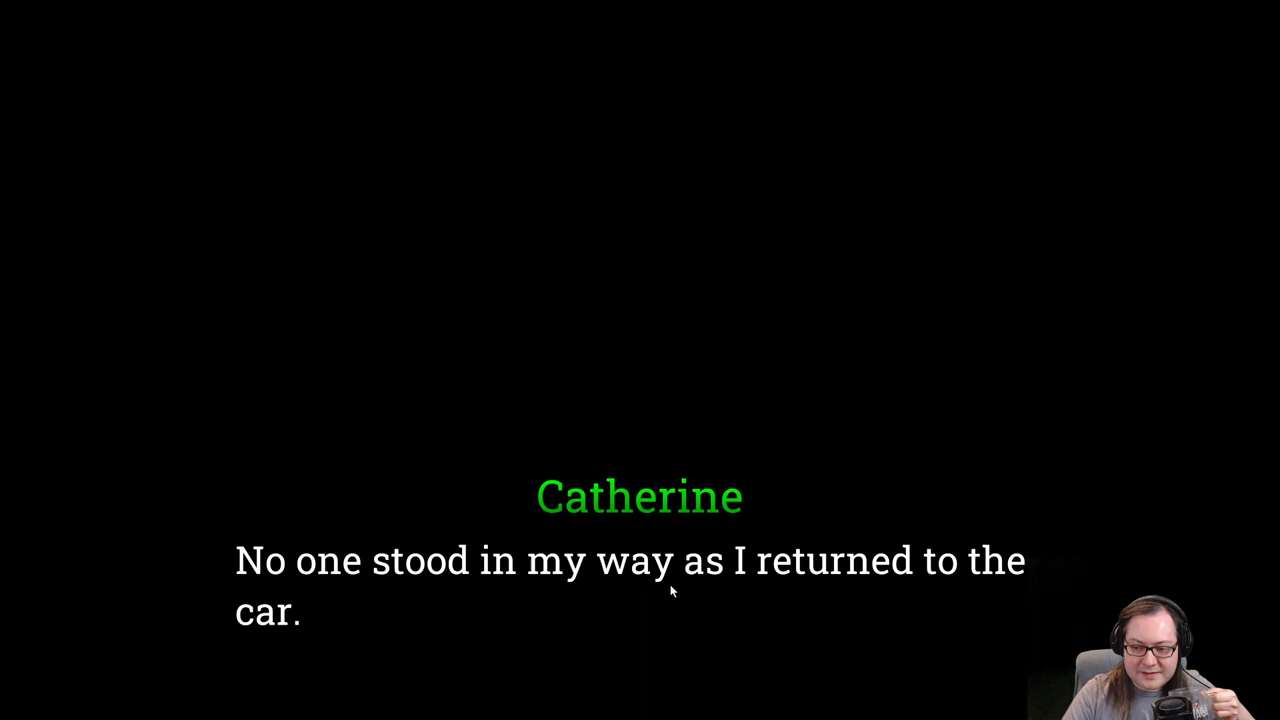 Catherine
No one stood in my way as I returned to the
car.